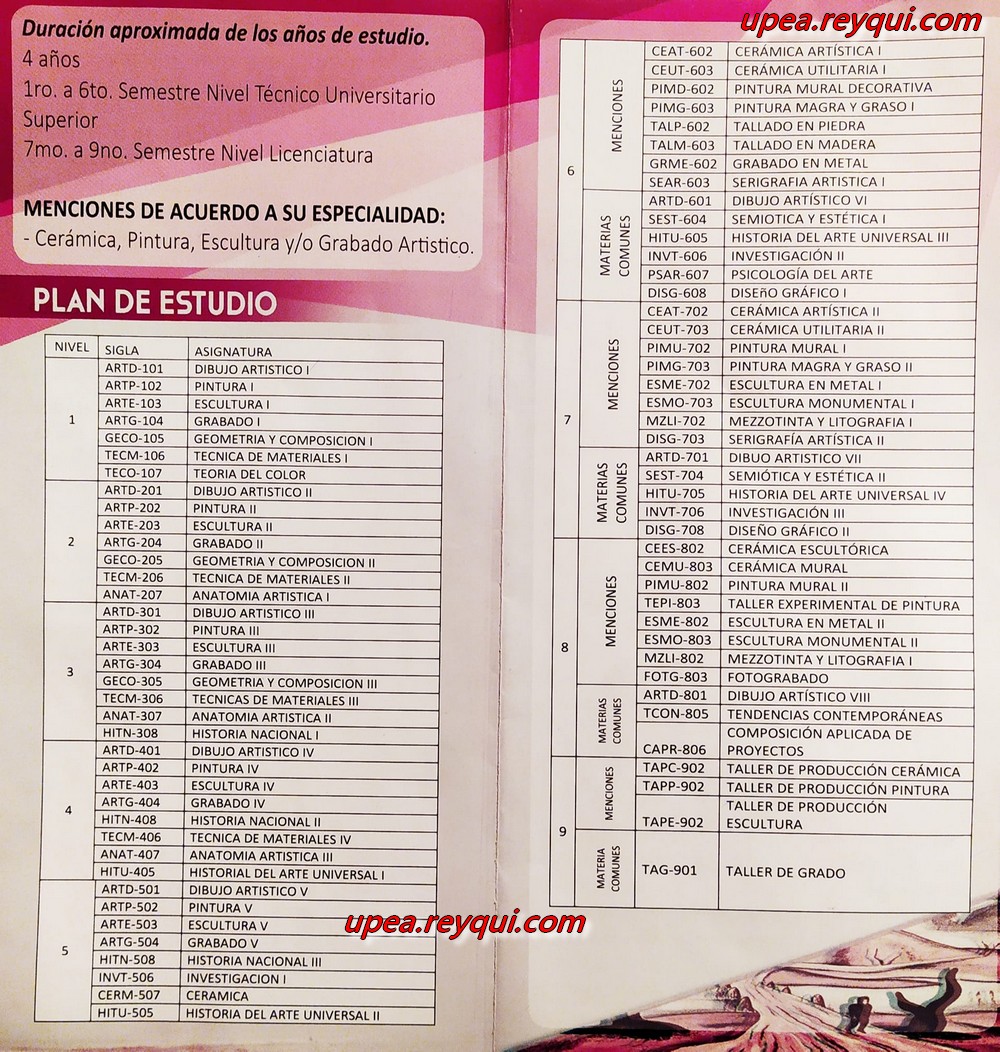 upea.reyqui.com
Duración aproximada de los años de estudio.
4 años
1ro. a 6to. Semestre Nivel Técnico Universitario
Superior
7mo. a 9no. Semestre Nivel Licenciatura
MENCIONES DE ACUERDO A SU ESPECIALIDAD:
- Cerámica, Pintura, Escultura y/o Grabado Artistico.
PLAN DE ESTUDIO
NIVEL SIGLA ASIGNATURA
1
ARTD-101 DIBUJO ARTISTICO I
ARTP-102 PINTURA I
ARTE-103 ESCULTURA I
ARTG-104 GRABADO I
GECO-105 GEOMETRIA Y COMPOSICION I
TECM-106 TECNICA DE MATERIALES I
TECO-107 TEORIA DEL COLOR
2
ARTD-201 DIBUJO ARTISTICO II
ARTP-202 PINTURA II
ARTE-203 ESCULTURA II
ARTG-204 GRABADO II
GECO-205 GEOMETRIA Y COMPOSICION II
TECM-206 TECNICA DE MATERIALES II
ANAT-207 ANATOMIA ARTISTICA I
3
ARTD-301 DIBUJO ARTISTICO III
ARTP-302 PINTURA III
ARTE-303 ESCULTURA III
ARTG-304 GRABADO III
GECO-305 GEOMETRIA Y COMPOSICION III
TECM-306 TECNICAS DE MATERIALES III
ANAT-307 ANATOMIA ARTISTICA II
HITN-308 HISTORIA NACIONAL I
4
ARTD-401 DIBUJO ARTISTICO IV
ARTP-402 PINTURA IV
ARTE-403 ESCULTURA IV
ARTG-404 GRABADO IV
HITN-408 HISTORIA NACIONAL II
TECM-406 TECNICA DE MATERIALES IV
ANAT-407 ANATOMIA ARTISTICA III
HITU-405 HISTORIAL DEL ARTE UNIVERSAL I
5
ARTD-501 DIBUJO ARTISTICO V
ARTP-502 PINTURA V
ARTE-503 ESCULTURA V
ARTG-504 GRABADO V
HITN-508 HISTORIA NACIONAL III
INVT-506 INVESTIGACION I
CERM-507 CERAMICA
HITU-505 HISTORIA DEL ARTE UNIVERSAL II
6
MENCIONES
CEAT-602 CERÁMICA ARTÍSTICA I
CEUT-603 CERÁMICA UTILITARIA I
PIMD-602 PINTURA MURAL DECORATIVA
PIMG-603 PINTURA MAGRA Y GRASO I
TALP-602 TALLADO EN PIEDRA
TALM-603 TALLADO EN MADERA
GRME-602 GRABADO EN METAL
SEAR-603 SERIGRAFIA ARTISTICA I
MATERIAS
COMUNES
ARTD-601 DIBUJO ARTÍSTICO VI
SEST-604 SEMIOTICA Y ESTÉTICA I
HITU-605 HISTORIA DEL ARTE UNIVERSAL III
INVT-606 INVESTIGACIÓN II
PSAR-607 PSICOLOGÍA DEL ARTE
DISG-608 DISEñO GRÁFICO I
7
MENCIONES
CEAT-702 CERÁMICA ARTÍSTICA II
CEUT-703 CERÁMICA UTILITARIA II
PIMU-702 PINTURA MURAL I
PIMG-703 PINTURA MAGRA Y GRASO II
ESME-702 ESCULTURA EN METAL I
ESMO-703 ESCULTURA MONUMENTAL I
MZLI-702 MEZZOTINTA Y LITOGRAFIA I
DISG-703 SERIGRAFÍA ARTÍSTICA II
MATERIAS
COMUNES
ARTD-701 DIBUO ARTISTICO VII
SEST-704 SEMIÓTICA Y ESTÉTICA II
HITU-705 HISTORIA DEL ARTE UNIVERSAL IV
INVT-706 INVESTIGACIÓN III
DISG-708 DISEÑO GRÁFICO II
8
MENCIONES
CEES-802 CERÁMICA ESCULTÓRICA
CEMU-803 CERÁMICA MURAL
PIMU-802 PINTURA MURAL II
TEPI-803 TALLER EXPERIMENTAL DE PINTURA
ESME-802 ESCULTURA EN METAL II
ESMO-803 ESCULTURA MONUMENTAL II
MZLI-802 MEZZOTINTA Y LITOGRAFIA I
FOTG-803 FOTOGRABADO
MATERIAS
COMUNES
ARTD-801 DIBUJO ARTÍSTICO VIII
TCON-805 TENDENCIAS CONTEMPORÁNEAS
COMPOSICIÓN APLICADA DE
CAPR-806 PROYECTOS
9
MENCIONES
TAPC-902 TALLER DE PRODUCCIÓN CERÁMICA
TAPP-902 TALLER DE PRODUCCIÓN PINTURA
TALLER DE PRODUCCIÓN
TAPE-902 ESCULTURA
MATERIA
COMUNES
TAG-901 TALLER DE GRADO
upea.reyqui.com